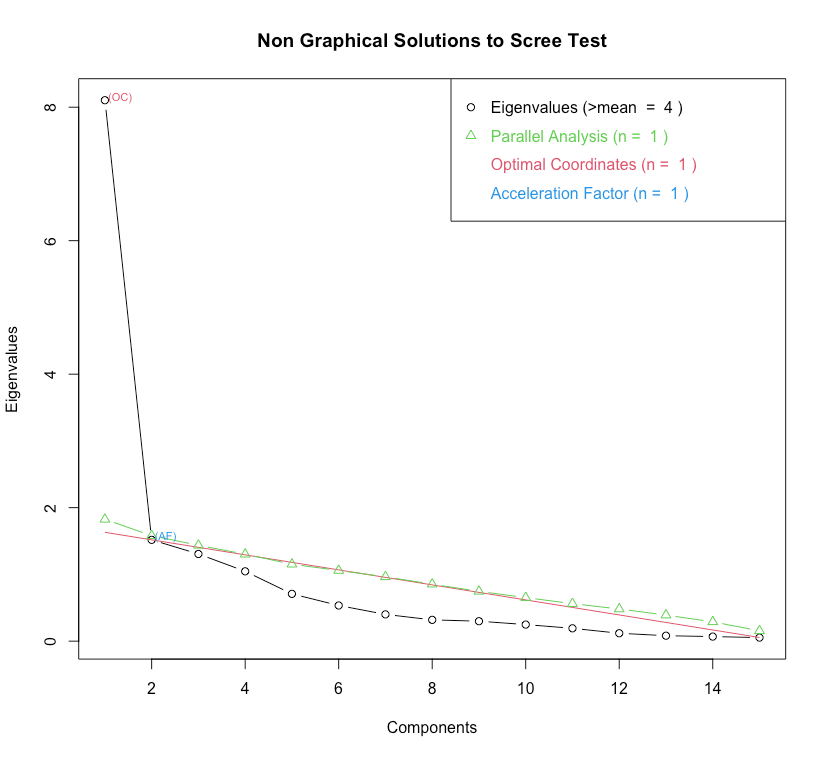 Non Graphical Solutions to Scree Test
(OC)
Eigenvalues (>mean  =  4 )
Parallel Analysis (n =  1 )
Optimal Coordinates (n =  1 )
Acceleration Factor (n =  1 )
(AF)
8
6
4
2
0
Eigenvalues
2 4 6 8 10 12 14
Components